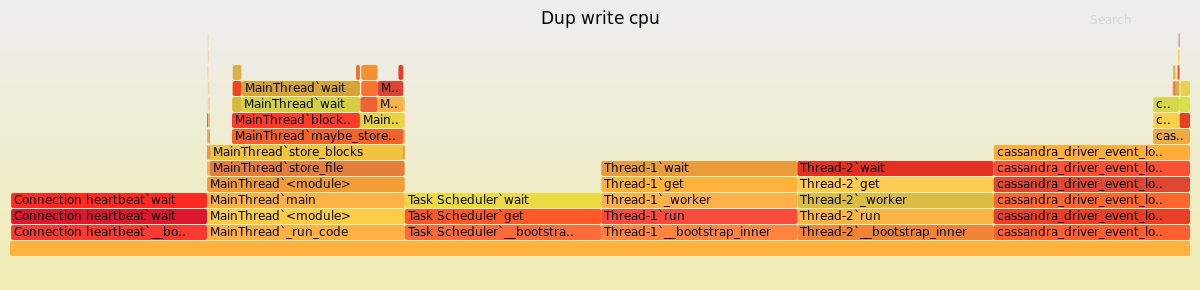 Dup write cpu
Search
MainThread`wait M..
MainThread`wait M.. c..
MainThread`block.. Main.. c..
MainThread`maybe_store.. cas..
MainThread`store_blocks cassandra_driver_event_lo..
MainThread`store_file Thread-1`wait Thread-2`wait cassandra_driver_event_lo..
MainThread`<module> Thread-1`get Thread-2`get cassandra_driver_event_lo..
Connection heartbeat`wait MainThread`main Task Scheduler`wait Thread-1`_worker Thread-2`_worker cassandra_driver_event_lo..
Connection heartbeat`wait MainThread`<module> Task Scheduler`get Thread-1`run Thread-2`run cassandra_driver_event_lo..
Connection heartbeat`__bo.. MainThread`_run_code Task Scheduler`__bootstra.. Thread-1`__bootstrap_inner Thread-2`__bootstrap_inner cassandra_driver_event_lo..